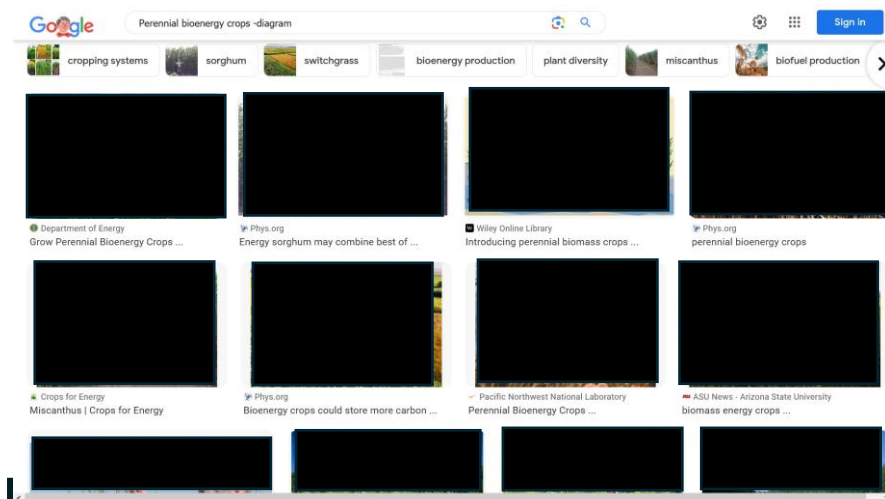 Google
Perennial bioenergy crops -diagram
Sign in
cropping systems
sorghum
switchgrass
bioenergy production
plant diversity
miscanthus
biofuel production
Department of Energy
Grow Perennial Bioenergy Crops ...
Phys.org
Energy sorghum may combine best of ...
Wiley Online Library
Introducing perennial biomass crops ...
Phys.org
perennial bioenergy crops
Crops for Energy
Miscanthus | Crops for Energy
Phys.org
Bioenergy crops could store more carbon ...
Pacific Northwest National Laboratory
Perennial Bioenergy Crops ...
ASU News - Arizona State University
biomass energy crops ...